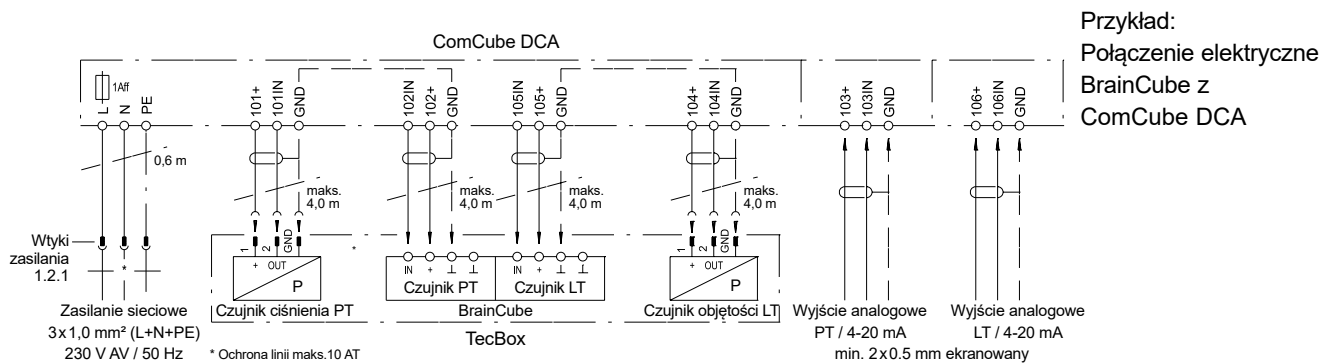 Przykład:
Połączenie elektryczne
BrainCube z
ComCube DCA
ComCube DCA
1Aff
L
N
PE
101+
101IN
GND
102IN
102+
GND
105IN
105+
GND
104+
104IN
GND
103+
103IN
GND
106+
106IN
GND
0,6 m
maks.
4,0 m
maks.
4,0 m
maks.
4,0 m
maks.
4,0 m
Wtyki
zasilania
1.2.1
*
1
2
GND
*
+ OUT
P
IN + ⊥ ⊥
Czujnik PT
IN + ⊥ ⊥
Czujnik LT
1
2
GND
+ OUT
P
Zasilanie sieciowe
3x1,0 mm² (L+N+PE)
230 V AV / 50 Hz
Czujnik ciśnienia PT
BrainCube
Czujnik objętości LT
TecBox
* Ochrona linii maks.10 AT
Wyjście analogowe
PT / 4-20 mA
Wyjście analogowe
LT / 4-20 mA
min. 2x0.5 mm ekranowany